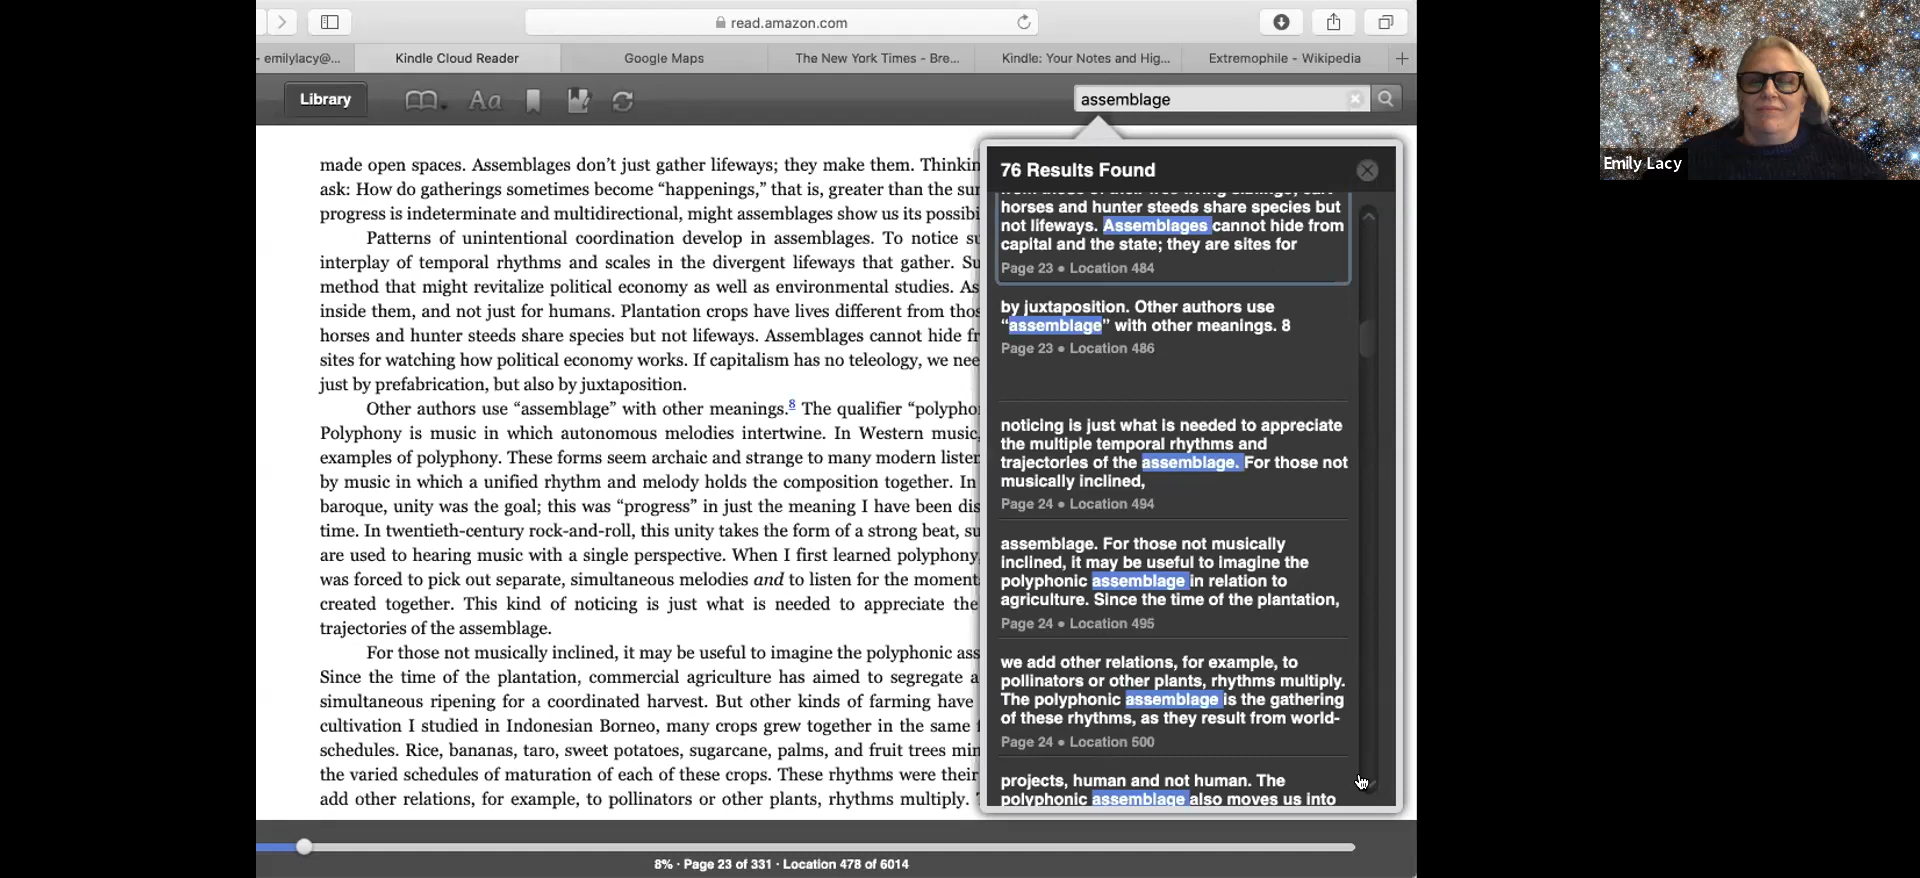 read.amazon.com
- emilylacy@...
Kindle Cloud Reader
Google Maps
The New York Times - Bre...
Kindle: Your Notes and Hig...
Extremophile - Wikipedia
Library
Aa
assemblage
made open spaces. Assemblages don’t just gather lifeways; they make them. Thinkin
ask: How do gatherings sometimes become “happenings,” that is, greater than the su
progress is indeterminate and multidirectional, might assemblages show us its possibi
Patterns of unintentional coordination develop in assemblages. To notice su
interplay of temporal rhythms and scales in the divergent lifeways that gather. Su
method that might revitalize political economy as well as environmental studies. As
inside them, and not just for humans. Plantation crops have lives different from thos
horses and hunter steeds share species but not lifeways. Assemblages cannot hide fr
sites for watching how political economy works. If capitalism has no teleology, we nee
just by prefabrication, but also by juxtaposition.
Other authors use “assemblage” with other meanings.8 The qualifier “polypho
Polyphony is music in which autonomous melodies intertwine. In Western music,
examples of polyphony. These forms seem archaic and strange to many modern listen
by music in which a unified rhythm and melody holds the composition together. In
baroque, unity was the goal; this was “progress” in just the meaning I have been dis
time. In twentieth-century rock-and-roll, this unity takes the form of a strong beat, su
are used to hearing music with a single perspective. When I first learned polyphony,
was forced to pick out separate, simultaneous melodies and to listen for the moment
created together. This kind of noticing is just what is needed to appreciate the
trajectories of the assemblage.
For those not musically inclined, it may be useful to imagine the polyphonic ass
Since the time of the plantation, commercial agriculture has aimed to segregate a
simultaneous ripening for a coordinated harvest. But other kinds of farming have
cultivation I studied in Indonesian Borneo, many crops grew together in the same f
schedules. Rice, bananas, taro, sweet potatoes, sugarcane, palms, and fruit trees min
the varied schedules of maturation of each of these crops. These rhythms were their
add other relations, for example, to pollinators or other plants, rhythms multiply. T
76 Results Found
horses and hunter steeds share species but
not lifeways. Assemblages cannot hide from
capital and the state; they are sites for
Page 23 • Location 484
by juxtaposition. Other authors use
“assemblage” with other meanings. 8
Page 23 • Location 486
noticing is just what is needed to appreciate
the multiple temporal rhythms and
trajectories of the assemblage. For those not
musically inclined,
Page 24 • Location 494
assemblage. For those not musically
inclined, it may be useful to imagine the
polyphonic assemblage in relation to
agriculture. Since the time of the plantation,
Page 24 • Location 495
we add other relations, for example, to
pollinators or other plants, rhythms multiply.
The polyphonic assemblage is the gathering
of these rhythms, as they result from world-
Page 24 • Location 500
projects, human and not human. The
polyphonic assemblage also moves us into
8% · Page 23 of 331 · Location 478 of 6014
Emily Lacy